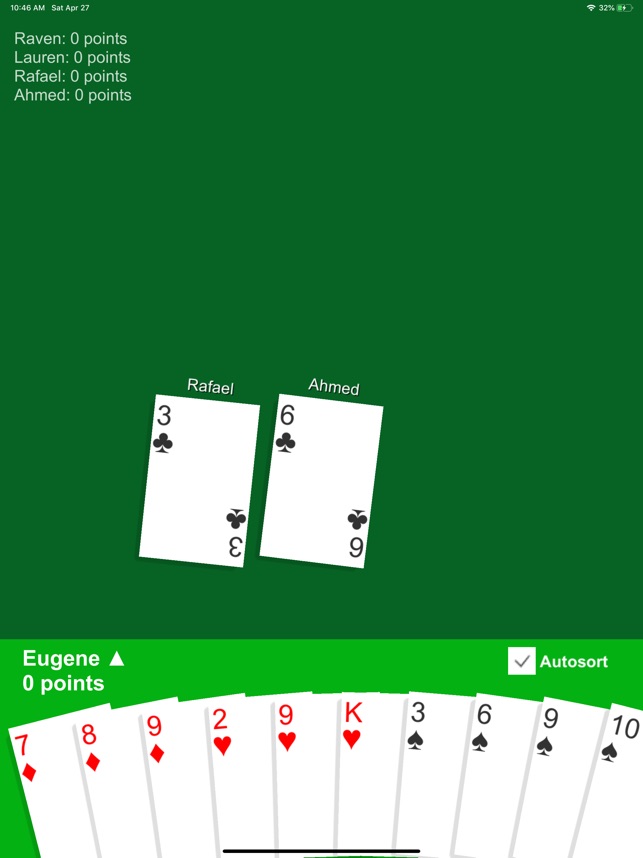 10:46 AM Sat Apr 27
32%
Raven: 0 points
Lauren: 0 points
Rafael: 0 points
Ahmed: 0 points
Rafael
Ahmed
3
6
3
6
Eugene ▲
0 points
Autosort
7
8
9
2
9
K
3
6
9
10